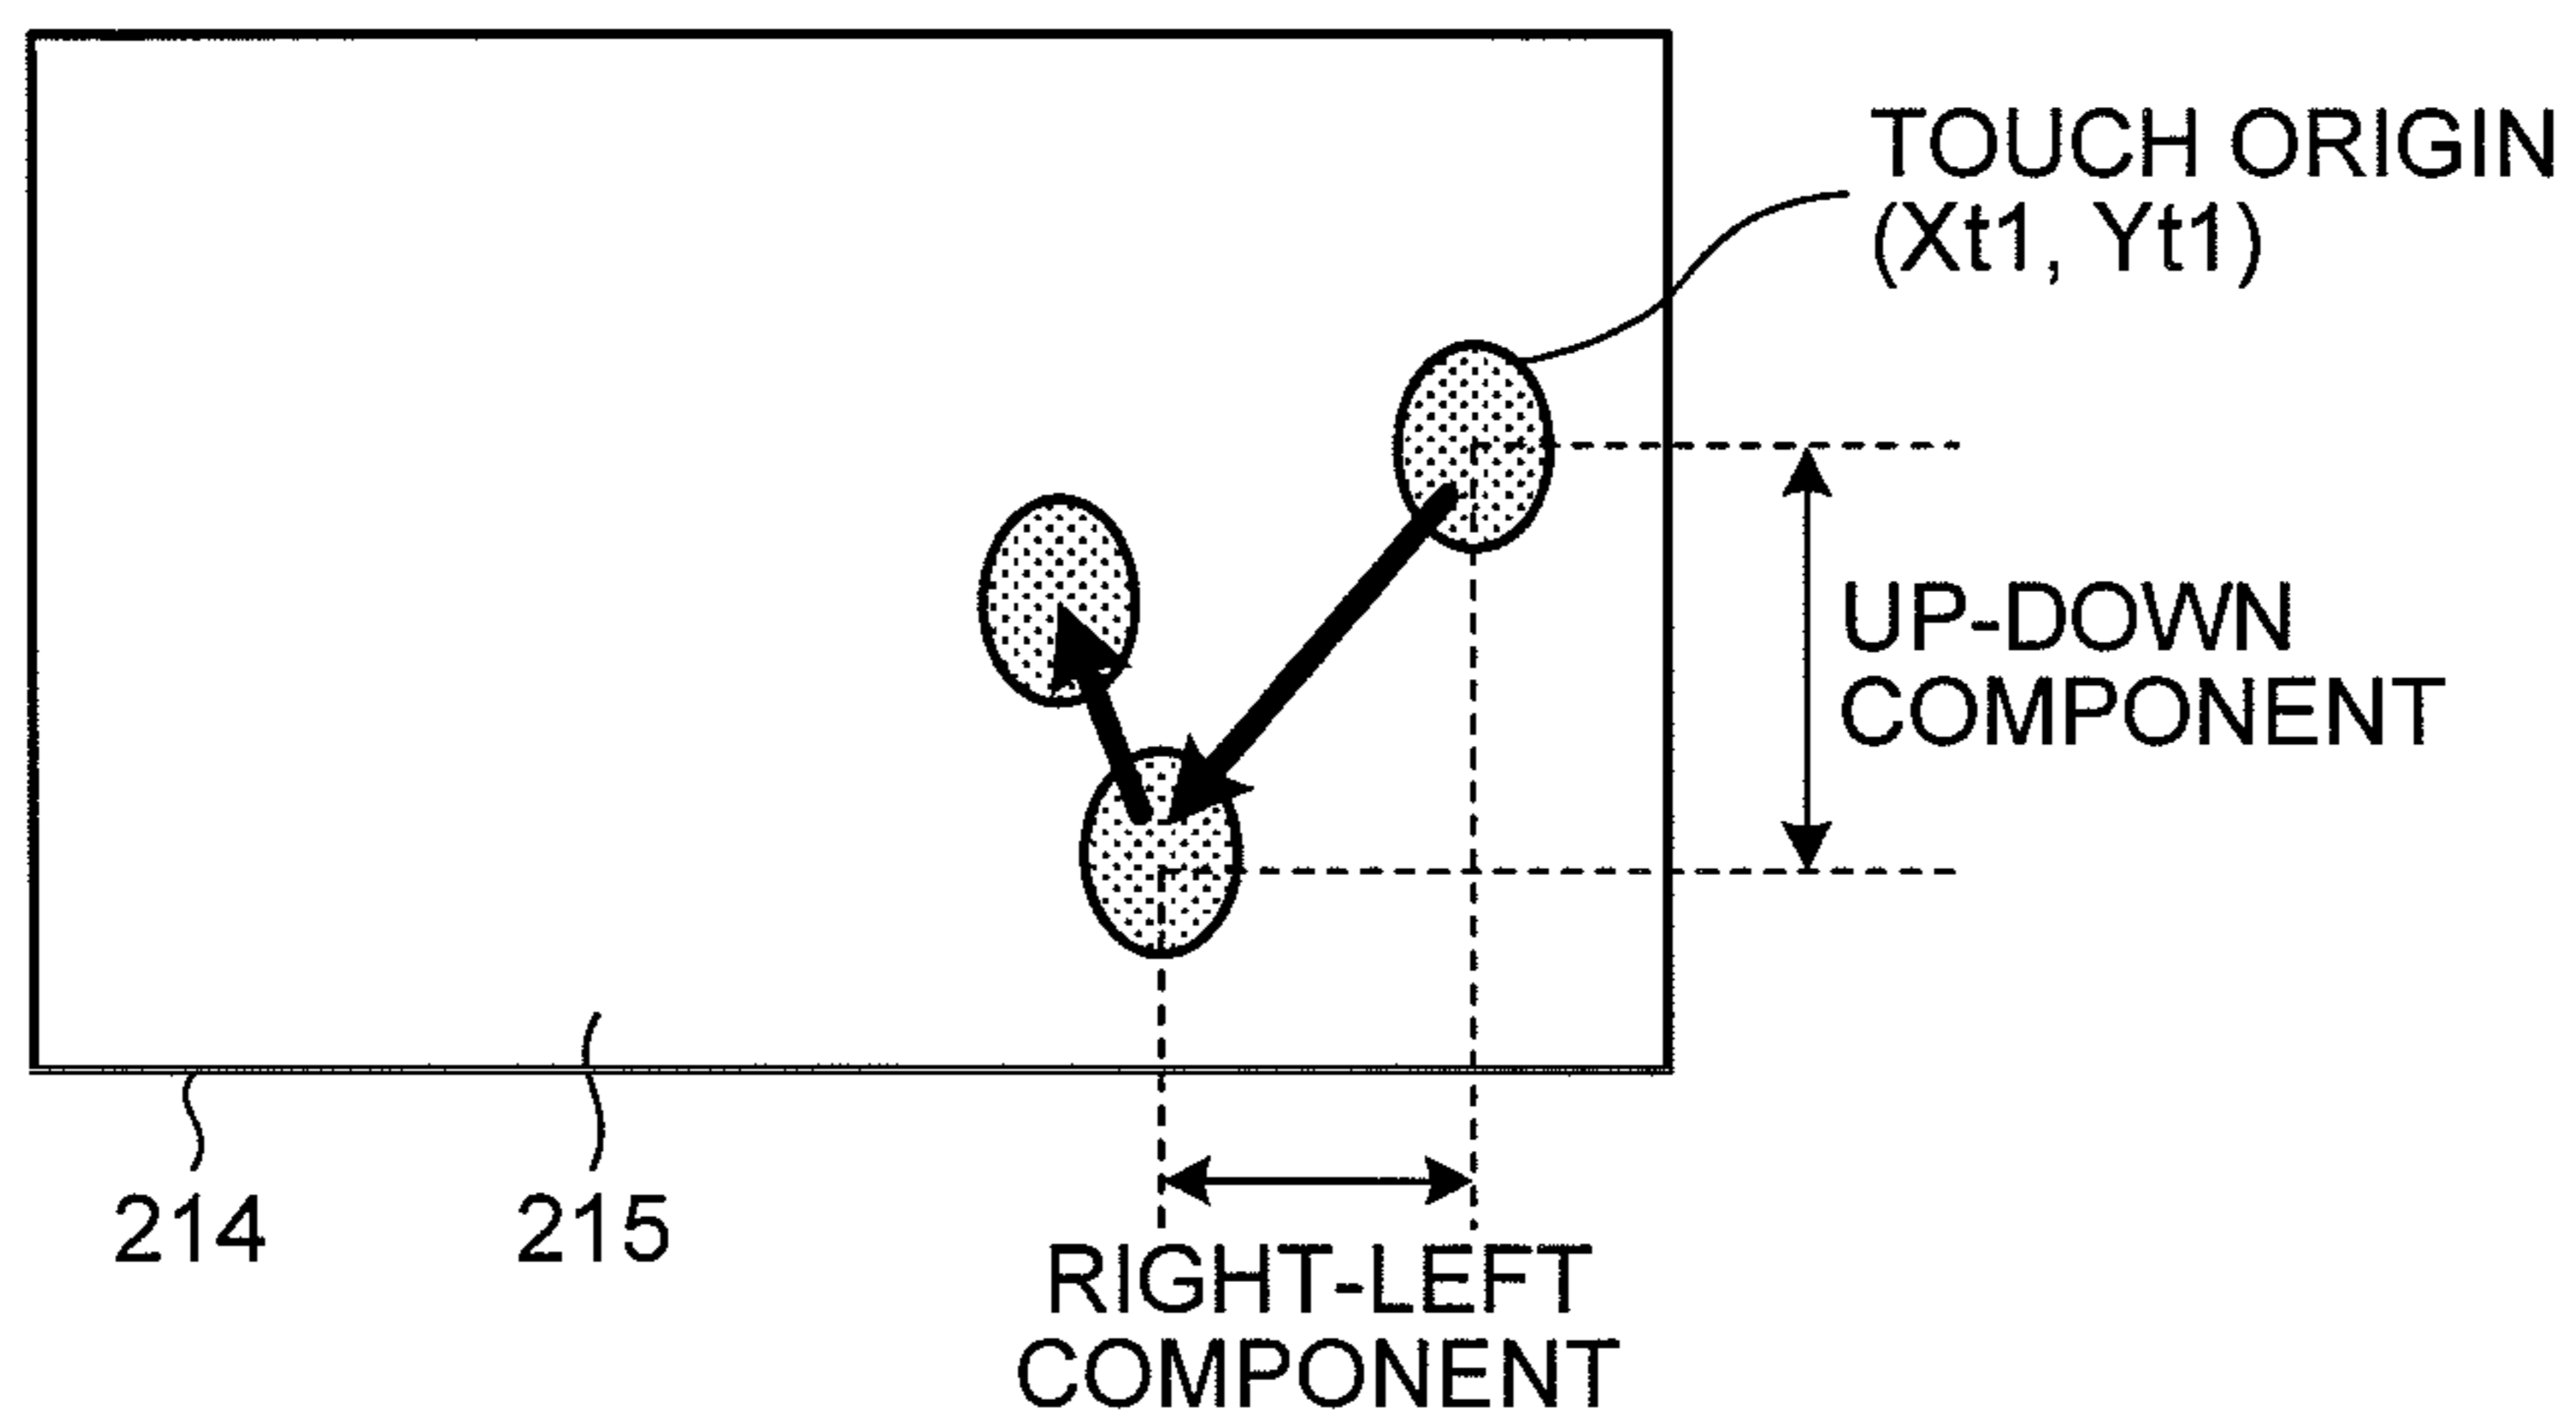 TOUCH ORIGIN
(Xt1, Yt1)
UP-DOWN
COMPONENT
214
215
RIGHT-LEFT
COMPONENT